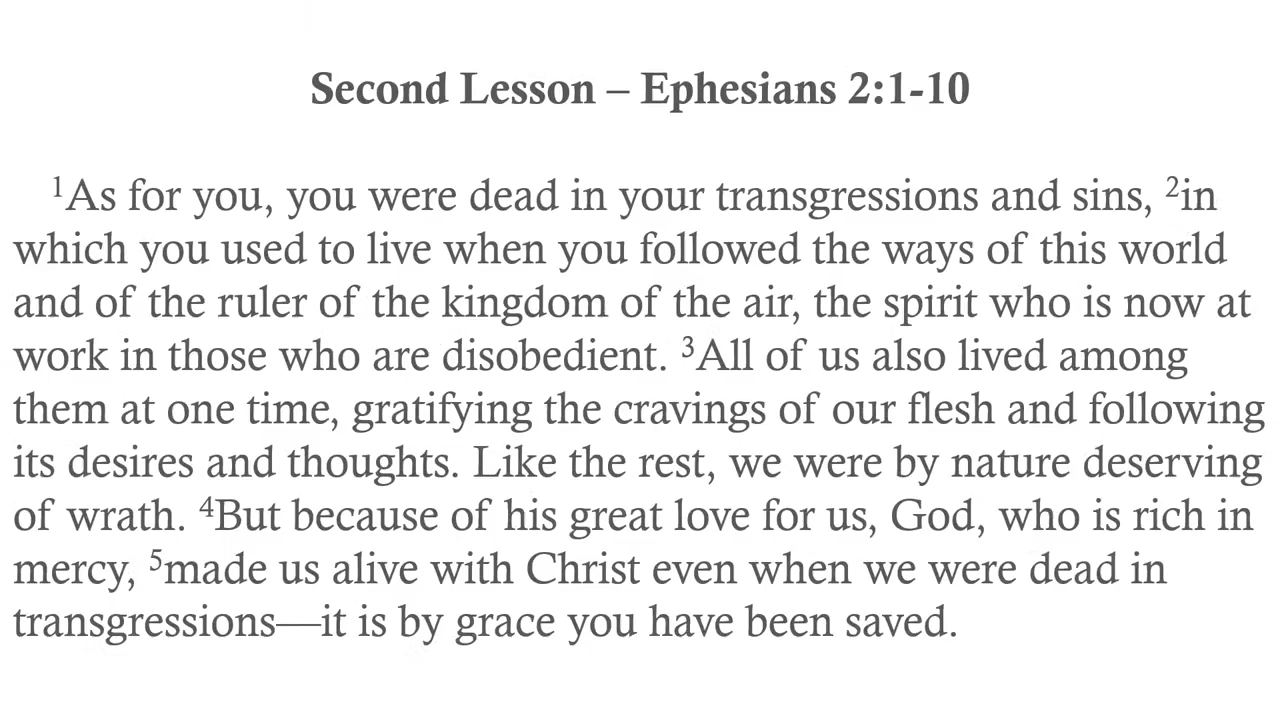 Second Lesson – Ephesians 2:1-10
¹As for you, you were dead in your transgressions and sins, ²in
which you used to live when you followed the ways of this world
and of the ruler of the kingdom of the air, the spirit who is now at
work in those who are disobedient. ³All of us also lived among
them at one time, gratifying the cravings of our flesh and following
its desires and thoughts. Like the rest, we were by nature deserving
of wrath. ⁴But because of his great love for us, God, who is rich in
mercy, ⁵made us alive with Christ even when we were dead in
transgressions—it is by grace you have been saved.